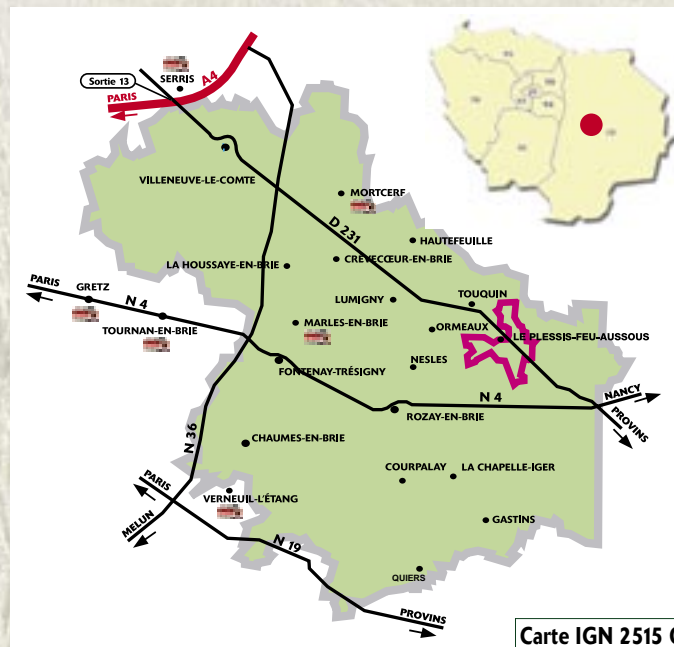 SERRIS
A4
Sortie 13
PARIS
VILLENEUVE-LE-COMTE
MORTCERF
D 231
HAUTEFEUILLE
CRÈVECŒUR-EN-BRIE
LA HOUSSAYE-EN-BRIE
PARIS
GRETZ
N 4
LUMIGNY
TOUQUIN
TOURNAN-EN-BRIE
MARLES-EN-BRIE
ORMEAUX
LE PLESSIS-FEU-AUSSOUS
FONTENAY-TRÉSIGNY
NESLES
NANCY
N 4
PROVINS
ROZAY-EN-BRIE
N 36
CHAUMES-EN-BRIE
PARIS
COURPALAY
LA CHAPELLE-IGER
VERNEUIL-L'ÉTANG
MELUN
GASTINS
N 19
QUIERS
PROVINS
Carte IGN 2515